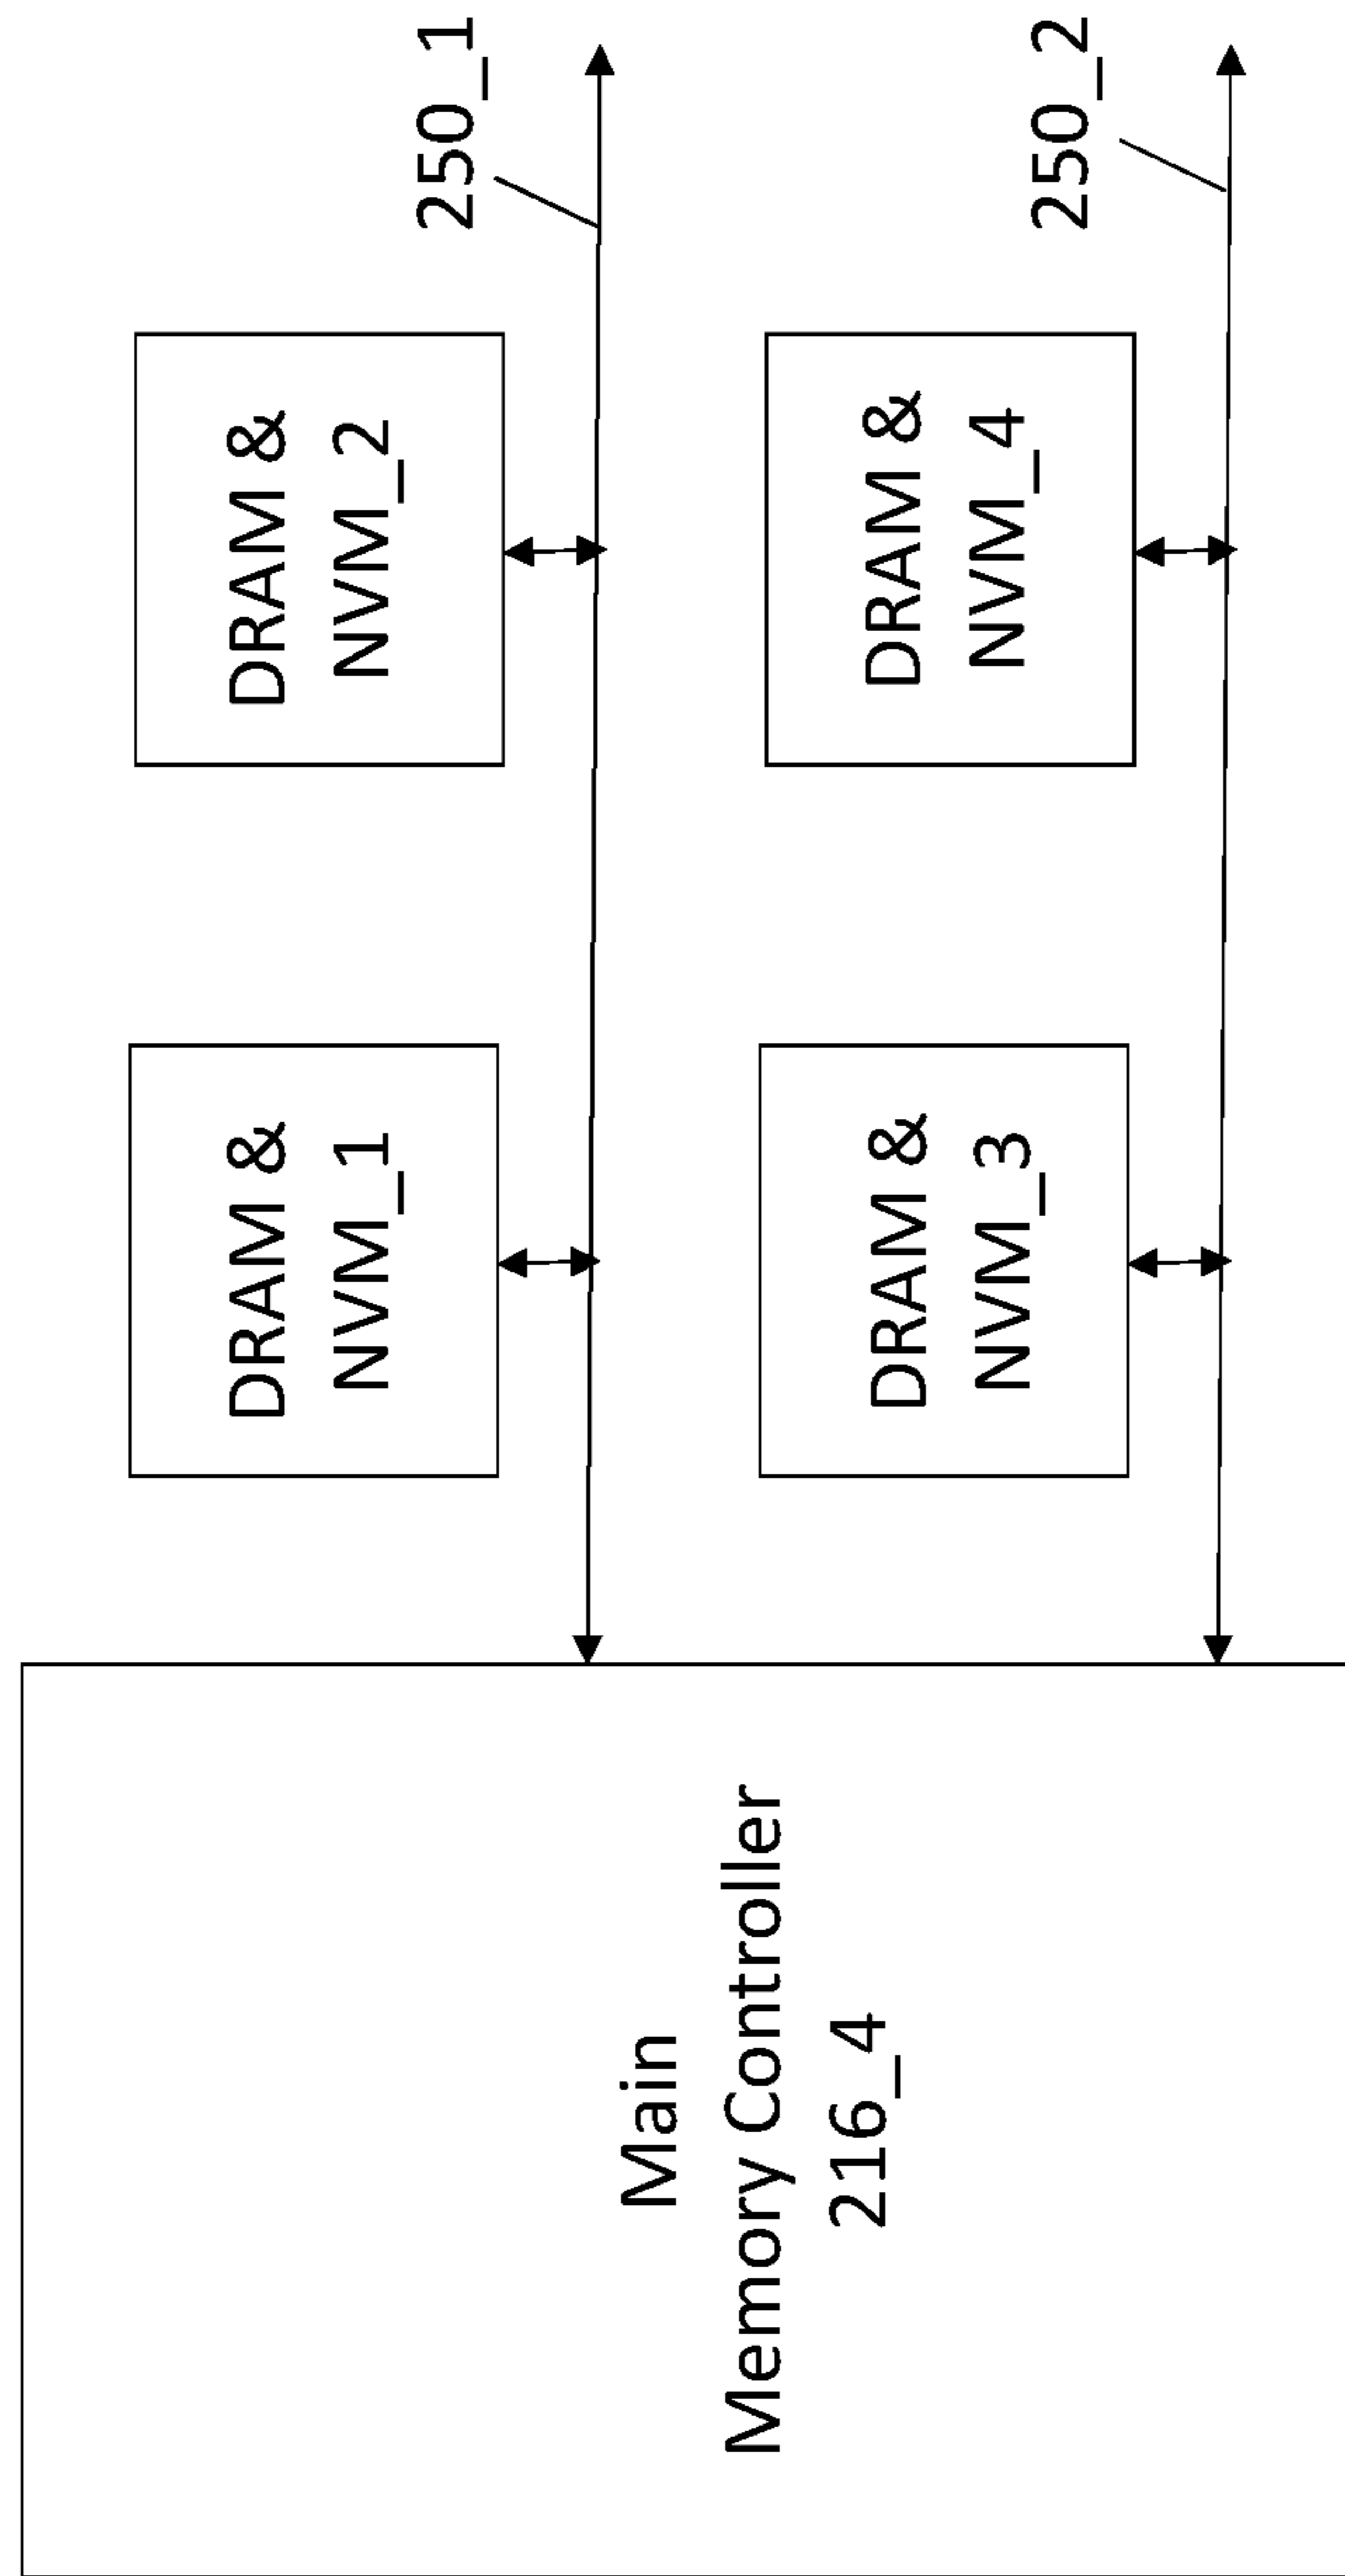 Main
Memory Controller
216_4
DRAM &
NVM_1
DRAM &
NVM_2
250_1
DRAM &
NVM_3
DRAM &
NVM_4
250_2